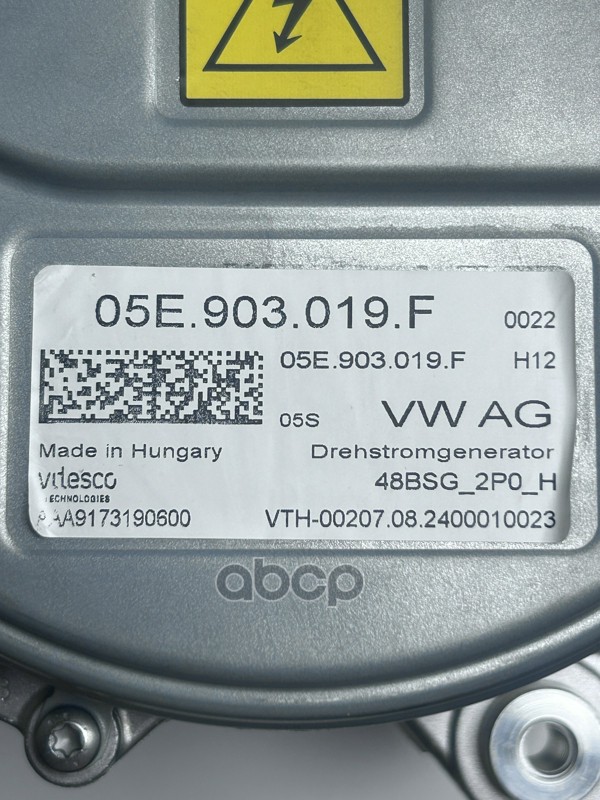 05E.903.019.F 0022
05E.903.019.F H12
05S VW AG
Made in Hungary Drehstromgenerator
vitesco 48BSG_2P0_H
TECHNOLOGIES
AAA9173190600 VTH-00207.08.2400010023
abcp